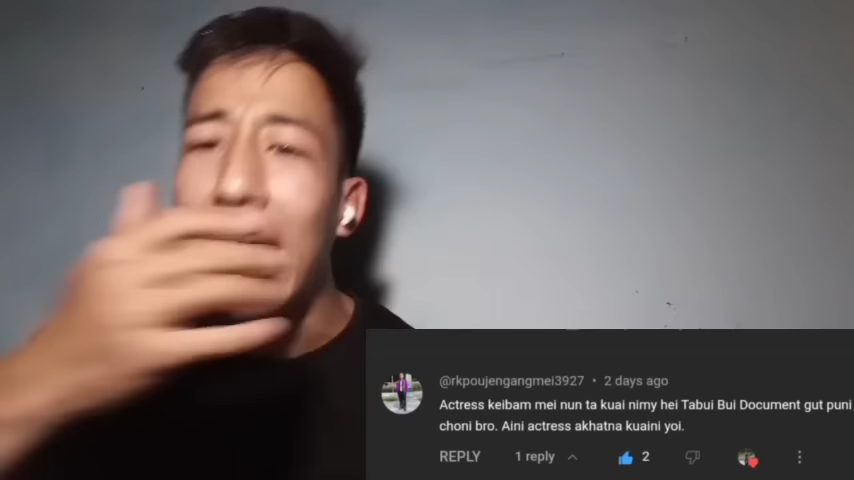 @rkpoujengangmei3927 • 2 days ago
Actress keibam mei nun ta kuai nimy hei Tabui Bui Document gut puni
choni bro. Aini actress akhatna kuaini yoi.
REPLY 1 reply 2